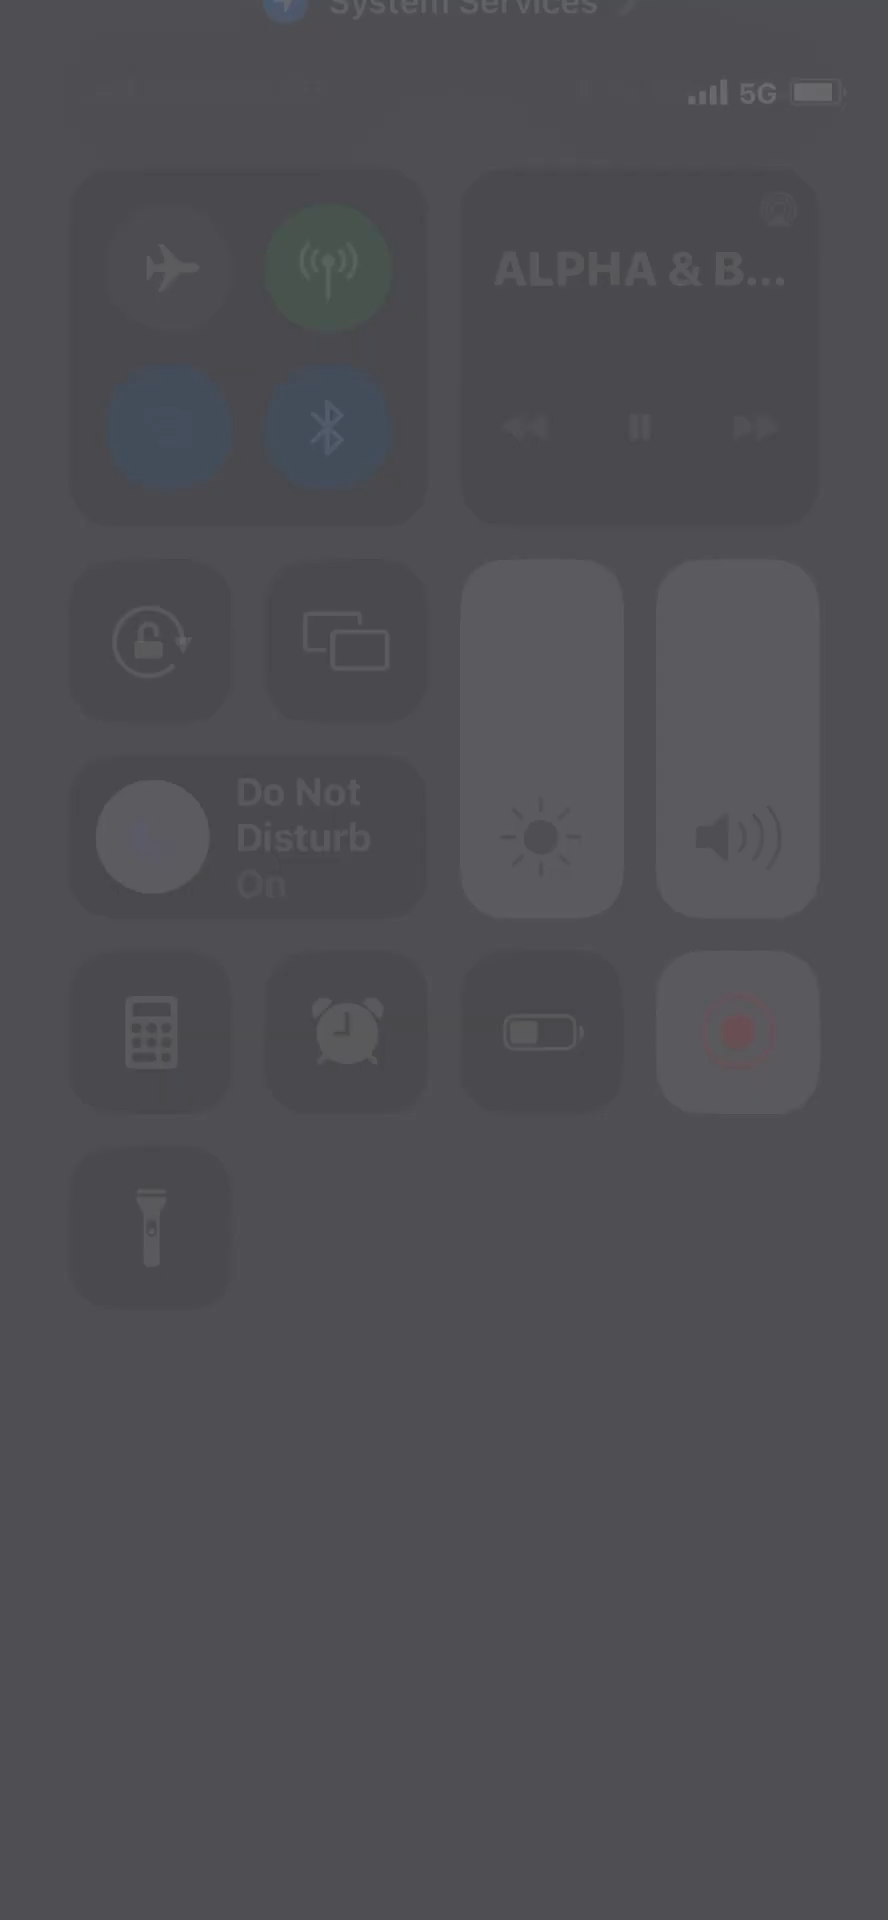 System Services
5G
ALPHA & B...
Do Not
Disturb
On